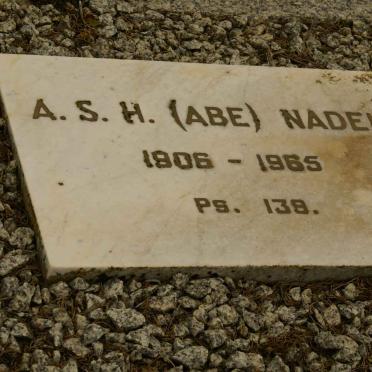 A. S. H. (ABE) NADE
1906 – 1965
PS. 139.